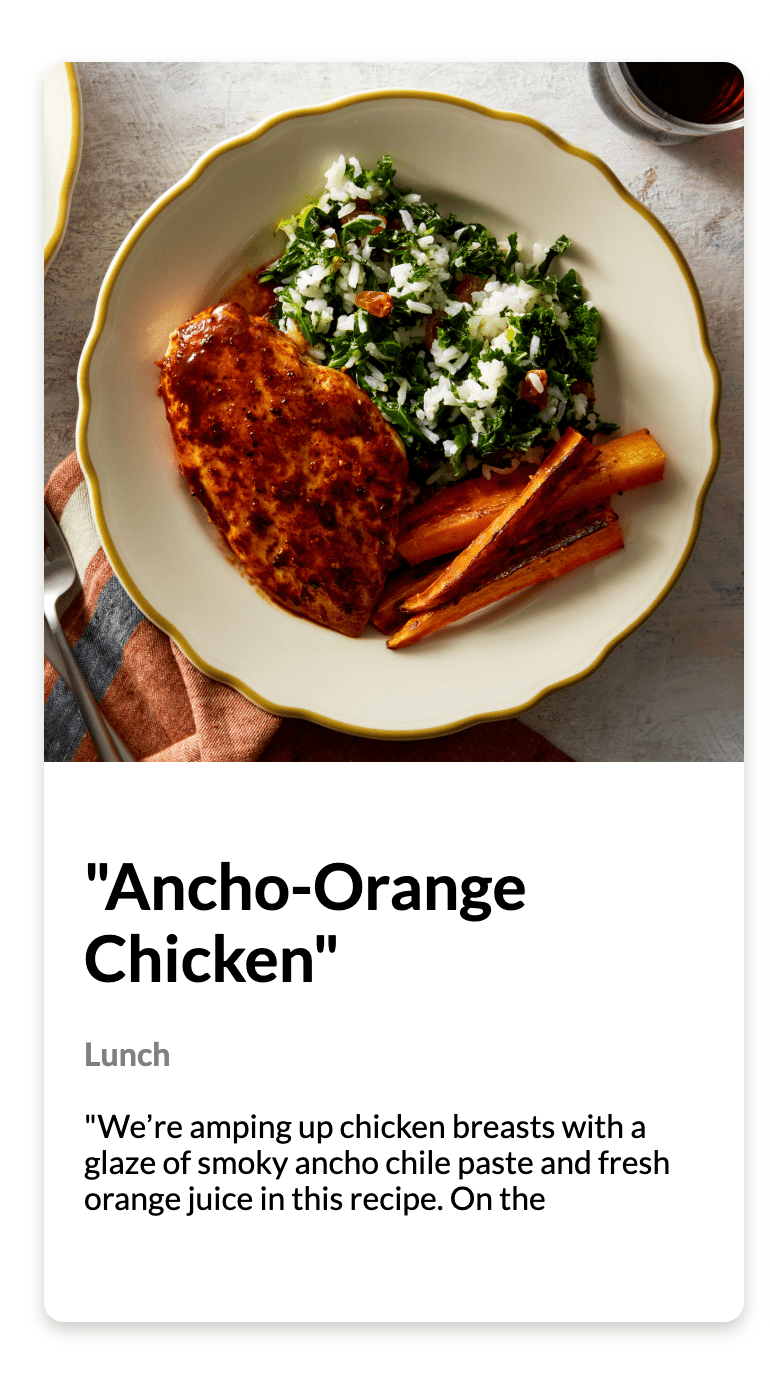 "Ancho-Orange
Chicken"
Lunch
"We’re amping up chicken breasts with a
glaze of smoky ancho chile paste and fresh
orange juice in this recipe. On the